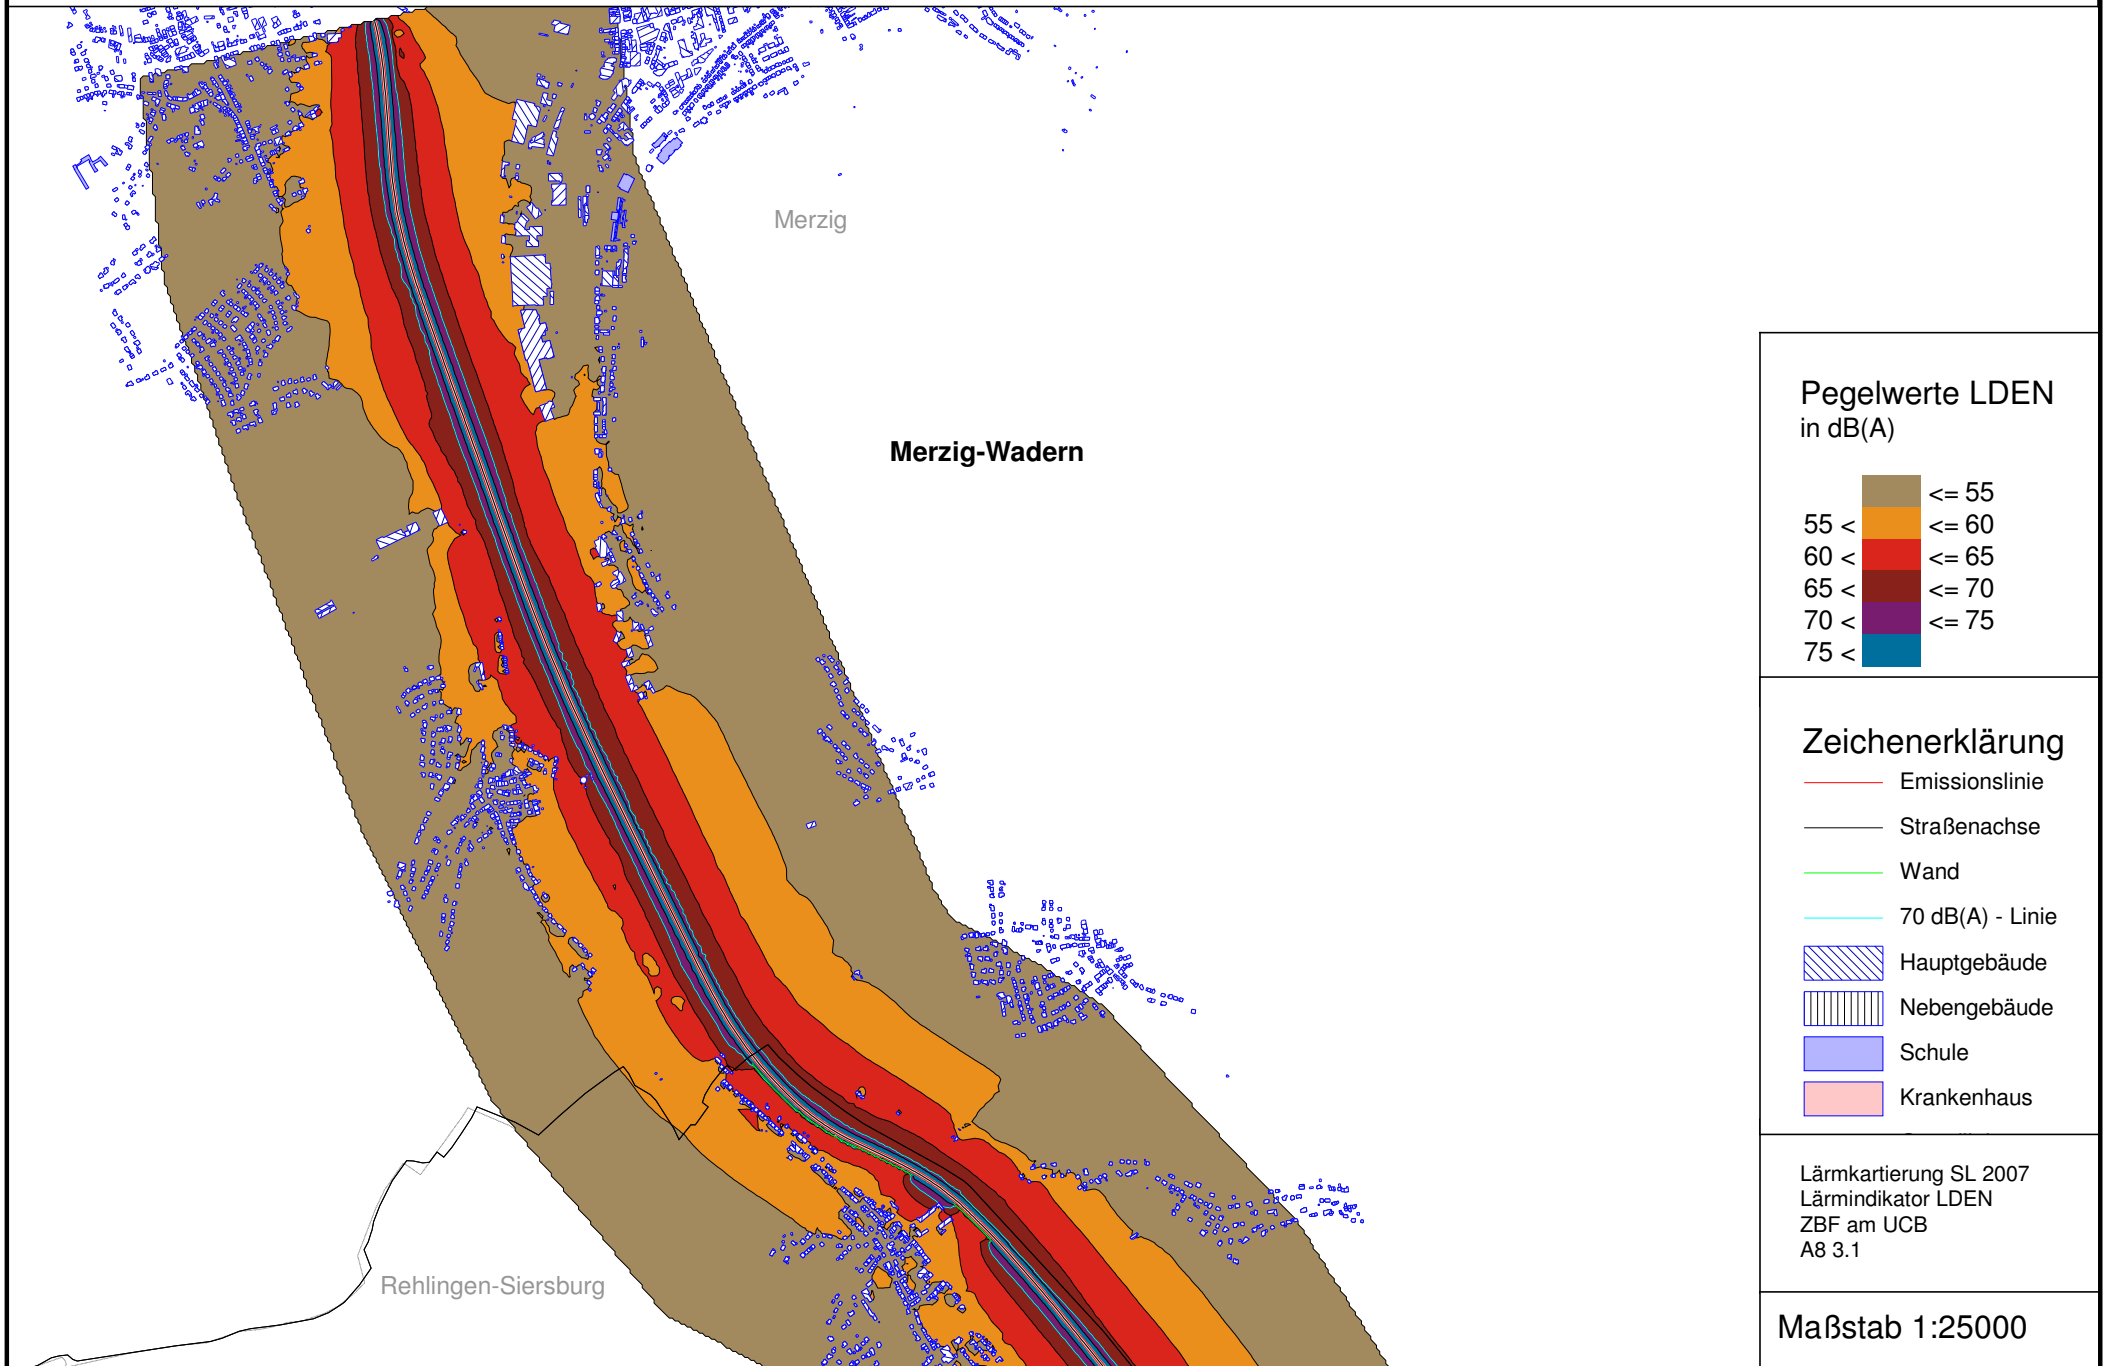 Merzig
Merzig-Wadern
Rehlingen-Siersburg
Pegelwerte LDEN
in dB(A)
<= 55
55 < <= 60
60 < <= 65
65 < <= 70
70 < <= 75
75 <
Zeichenerklärung
Emissionslinie
Straßenachse
Wand
70 dB(A) - Linie
Hauptgebäude
Nebengebäude
Schule
Krankenhaus
Lärmkartierung SL 2007
Lärmindikator LDEN
ZBF am UCB
A8 3.1
Maßstab 1:25000